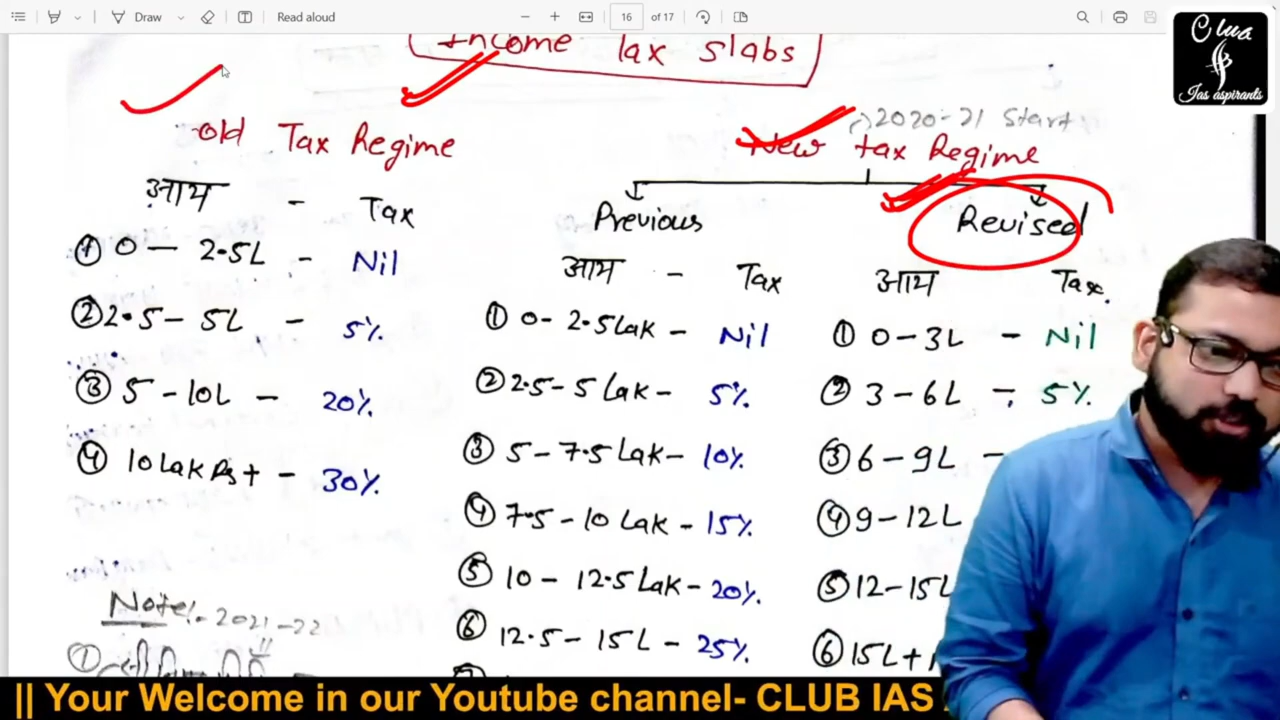 Draw
Read aloud
16 of 17
Club
Ias aspirants
Income Tax Slabs
Old Tax Regime
आय - Tax
① 0 — 2.5L - Nil
② 2.5 - 5L - 5%
③ 5 - 10L - 20%
④ 10 Lak Rs + - 30%
Note:- 2021-22
①
2020-21 Start
New tax Regime
Previous
आय - Tax
① 0 - 2.5 Lak - Nil
② 2.5 - 5 Lak - 5%
③ 5 - 7.5 Lak - 10%
④ 7.5 - 10 Lak - 15%
⑤ 10 - 12.5 Lak - 20%
⑥ 12.5 - 15L - 25%
Revised
आय Tax
① 0 - 3L - Nil
② 3 - 6L - 5%
③ 6 - 9L -
④ 9 - 12L
⑤ 12 - 15L
⑥ 15L +
|| Your Welcome in our Youtube channel- CLUB IAS